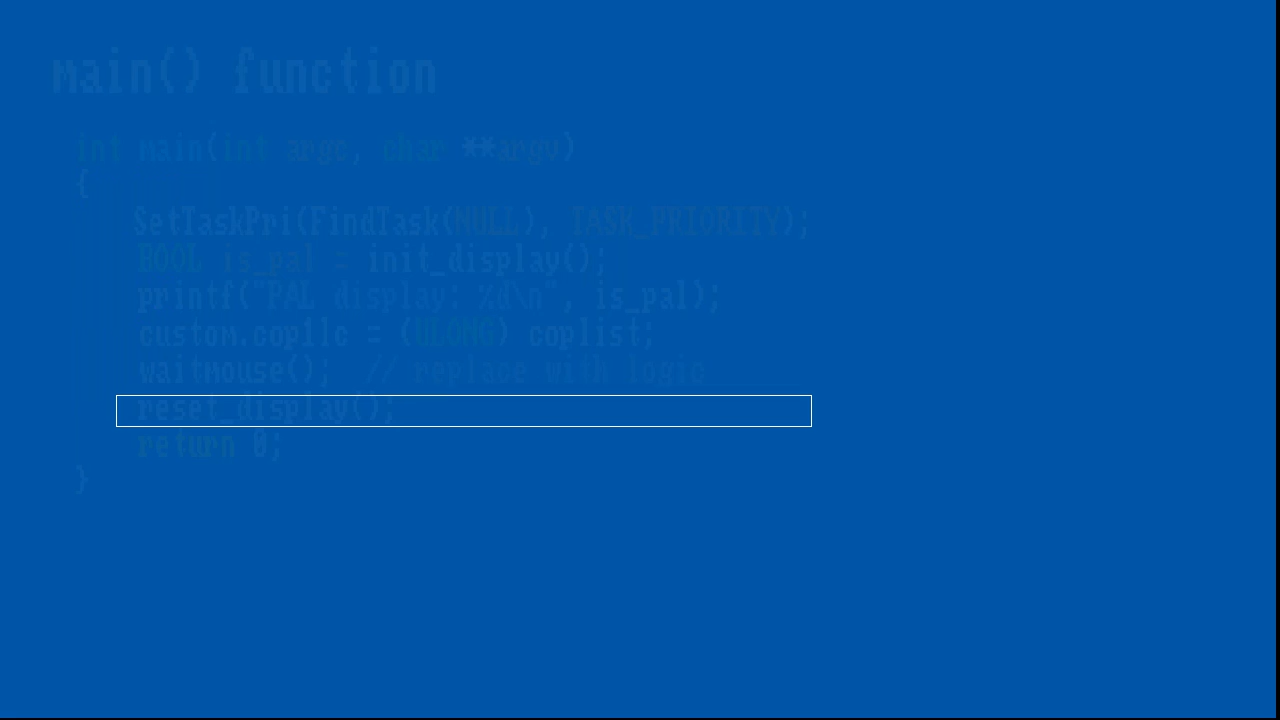 main() function
int main(int argc, char **argv)
{
SetTaskPri(FindTask(NULL), TASK_PRIORITY);
BOOL is_pal = init_display();
printf("PAL display: %d\n", is_pal);
custom.cop1lc = (ULONG) coplist;
waitmouse();  // replace with logic
reset_display();
return 0;
}